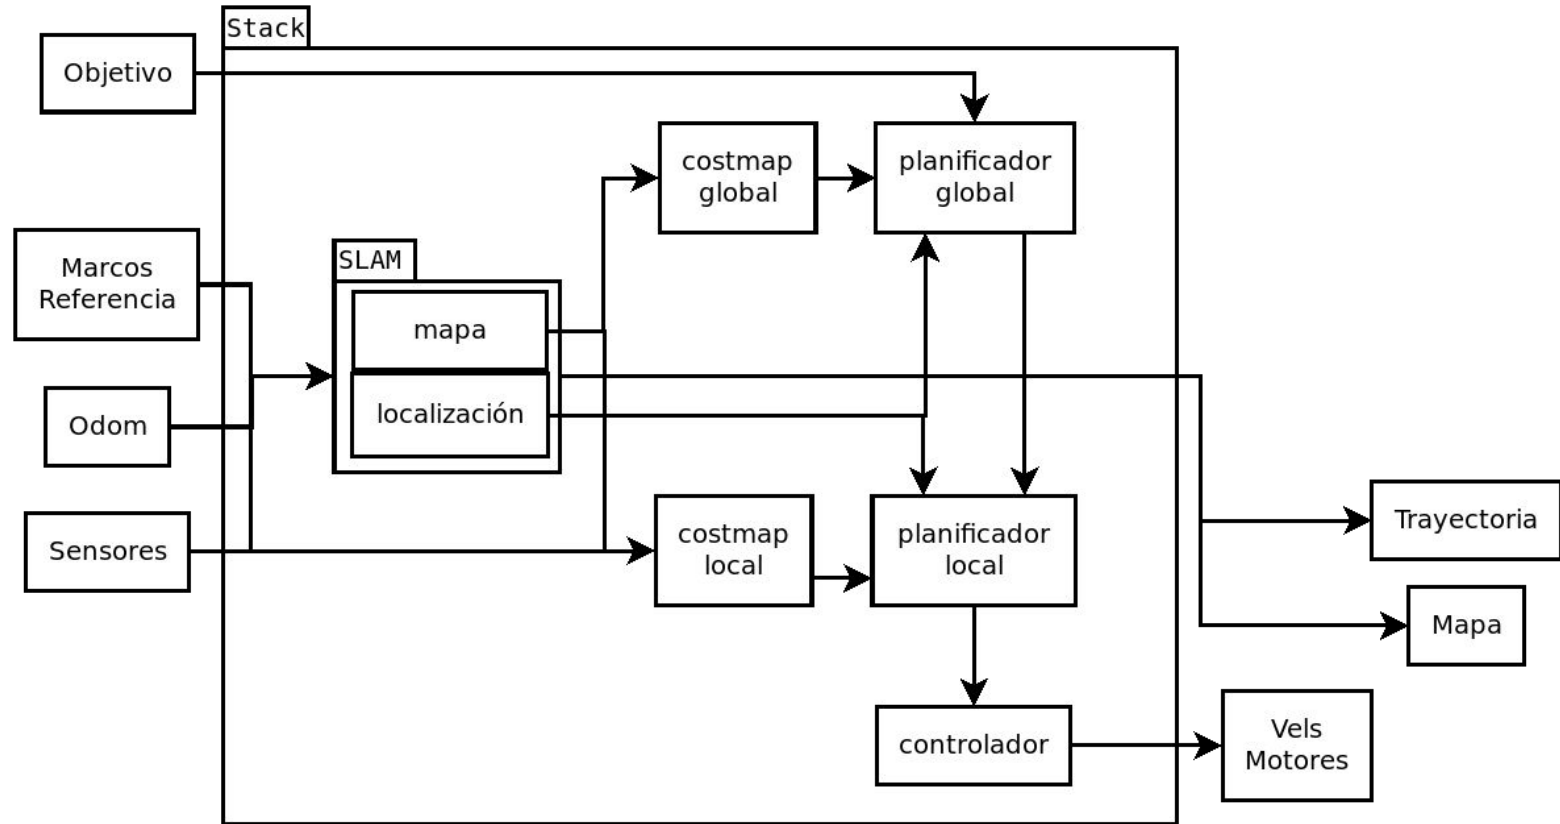 Stack
Objetivo
costmap
global
planificador
global
Marcos
Referencia
SLAM
mapa
localización
Odom
Sensores
costmap
local
planificador
local
Trayectoria
Mapa
controlador
Vels
Motores